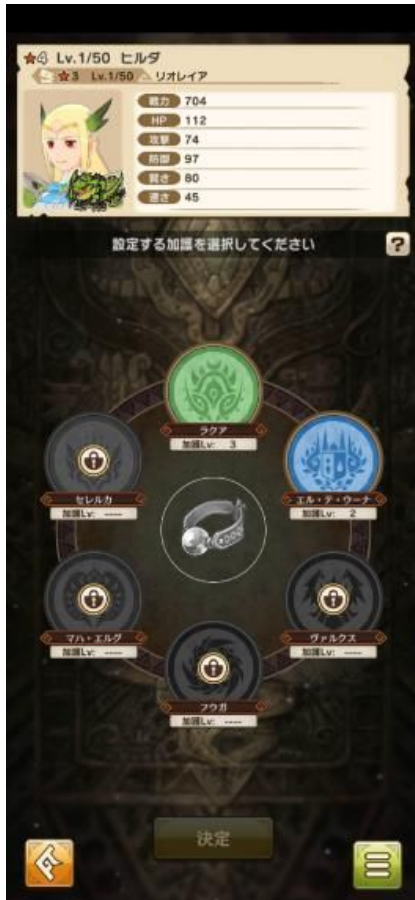 ★4 Lv.1/50 ヒルダ
★3 Lv.1/50 リオレイア
戦力 704
HP 112
攻撃 74
防御 97
賢さ 80
速さ 45
設定する加護を選択してください
?
ラクア
加護Lv: 3
セレルカ
加護Lv: ----
エル・テ・ウーナ
加護Lv: 2
マハ・エルグ
加護Lv: ----
ヴァルクス
加護Lv: ----
フウガ
加護Lv: ----
決定